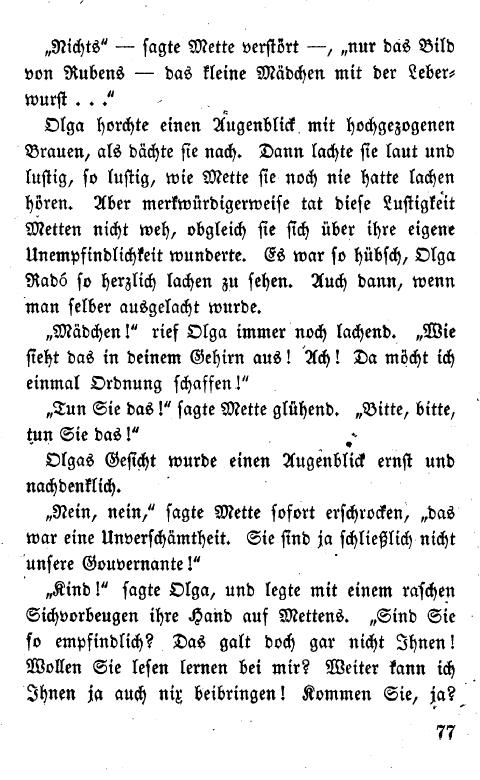 „Nichts“ — sagte Mette verstört —, „nur das Bild
von Rubens — das kleine Mädchen mit der Leber-
wurst . . .“
Olga horchte einen Augenblick mit hochgezogenen
Brauen, als dächte sie nach. Dann lachte sie laut und
lustig, so lustig, wie Mette sie noch nie hatte lachen
hören. Aber merkwürdigerweise tat diese Lustigkeit
Metten nicht weh, obgleich sie sich über ihre eigene
Unempfindlichkeit wunderte. Es war so hübsch, Olga
Radó so herzlich lachen zu sehen. Auch dann, wenn
man selber ausgelacht wurde.
„Mädchen!“ rief Olga immer noch lachend. „Wie
sieht das in deinem Gehirn aus! Ach! Da möcht ich
einmal Ordnung schaffen!“
„Tun Sie das!“ sagte Mette glühend. „Bitte, bitte,
tun Sie das!“
Olgas Gesicht wurde einen Augenblick ernst und
nachdenklich.
„Nein, nein,“ sagte Mette sofort erschrocken, „das
war eine Unverschämtheit. Sie sind ja schließlich nicht
unsere Gouvernante!“
„Kind!“ sagte Olga, und legte mit einem raschen
Sichvorbeugen ihre Hand auf Mettens. „Sind Sie
so empfindlich? Das galt doch gar nicht Ihnen!
Wollen Sie lesen lernen bei mir? Weiter kann ich
Ihnen ja auch nix beibringen! Kommen Sie, ja?
77